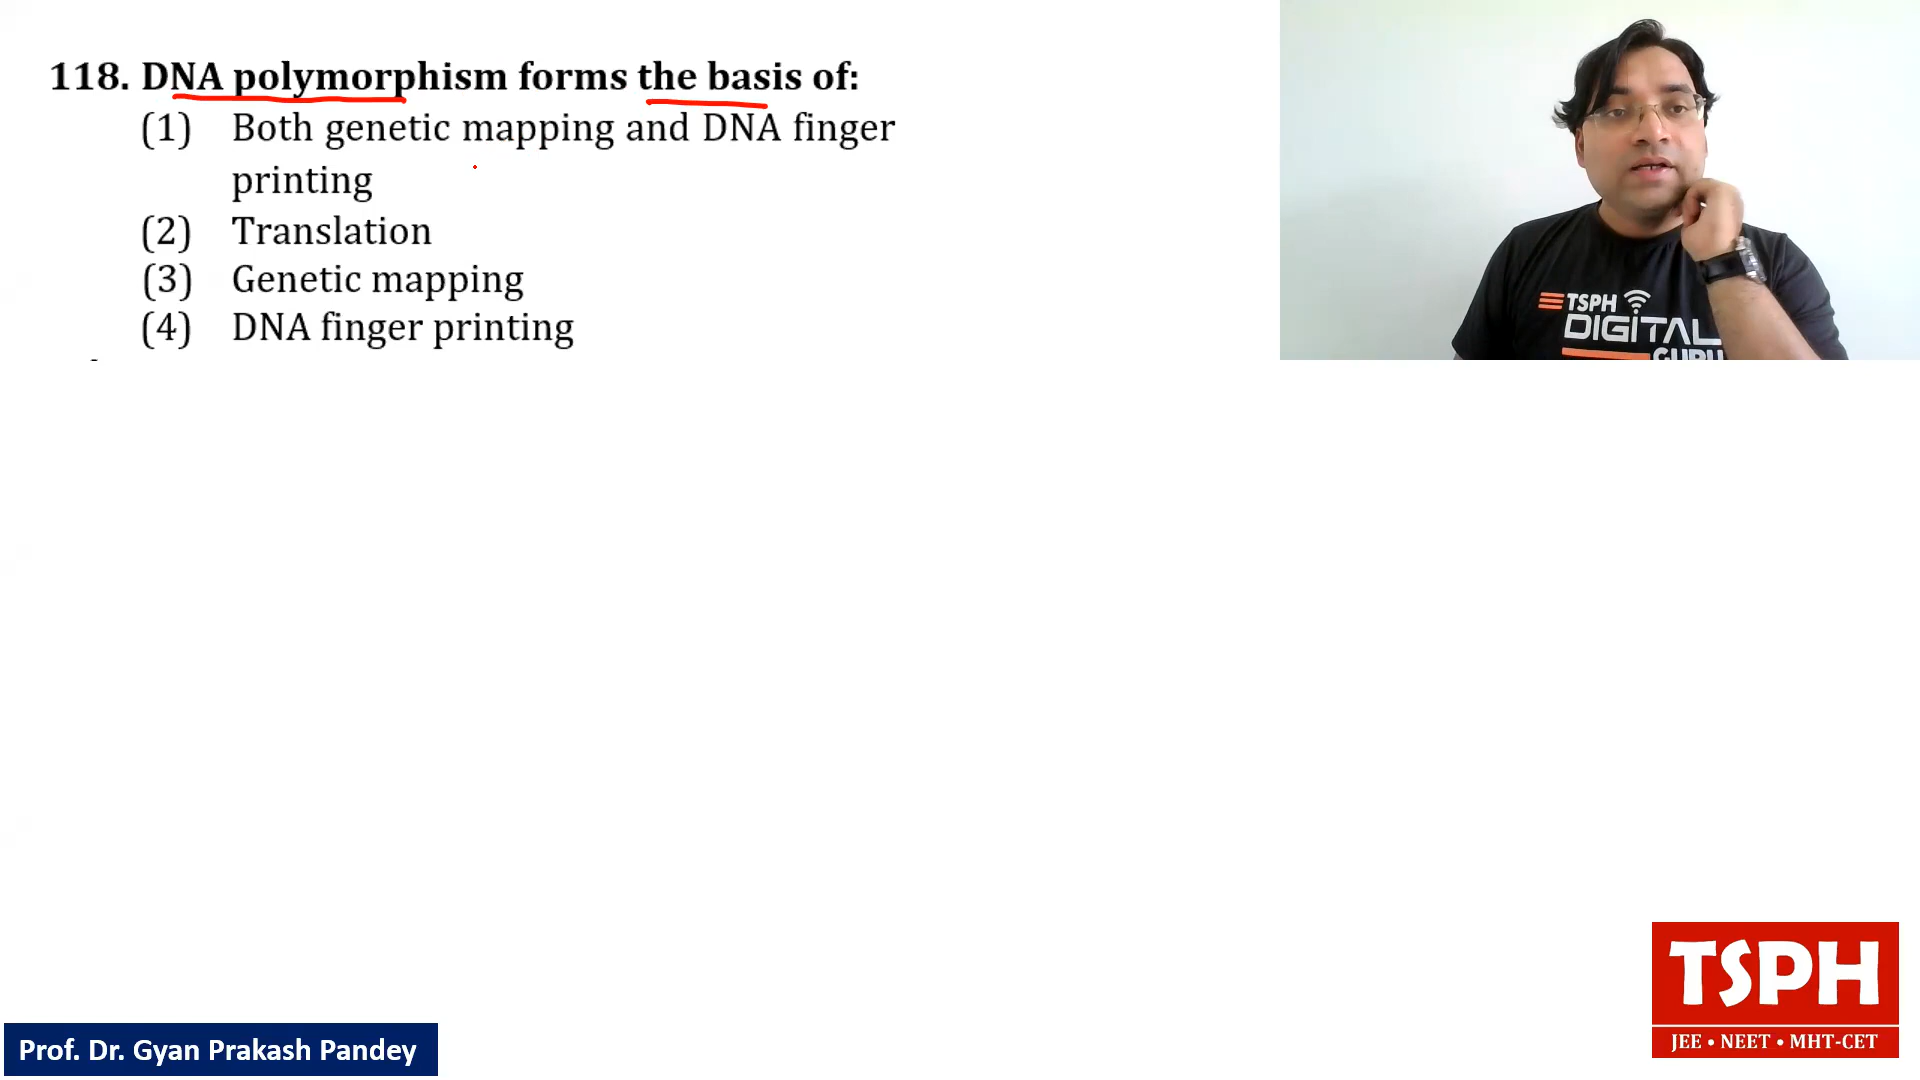 118. DNA polymorphism forms the basis of:
(1) Both genetic mapping and DNA finger
printing
(2) Translation
(3) Genetic mapping
(4) DNA finger printing
TSPH
DIGITAL
GURU
TSPH
JEE • NEET • MHT-CET
Prof. Dr. Gyan Prakash Pandey